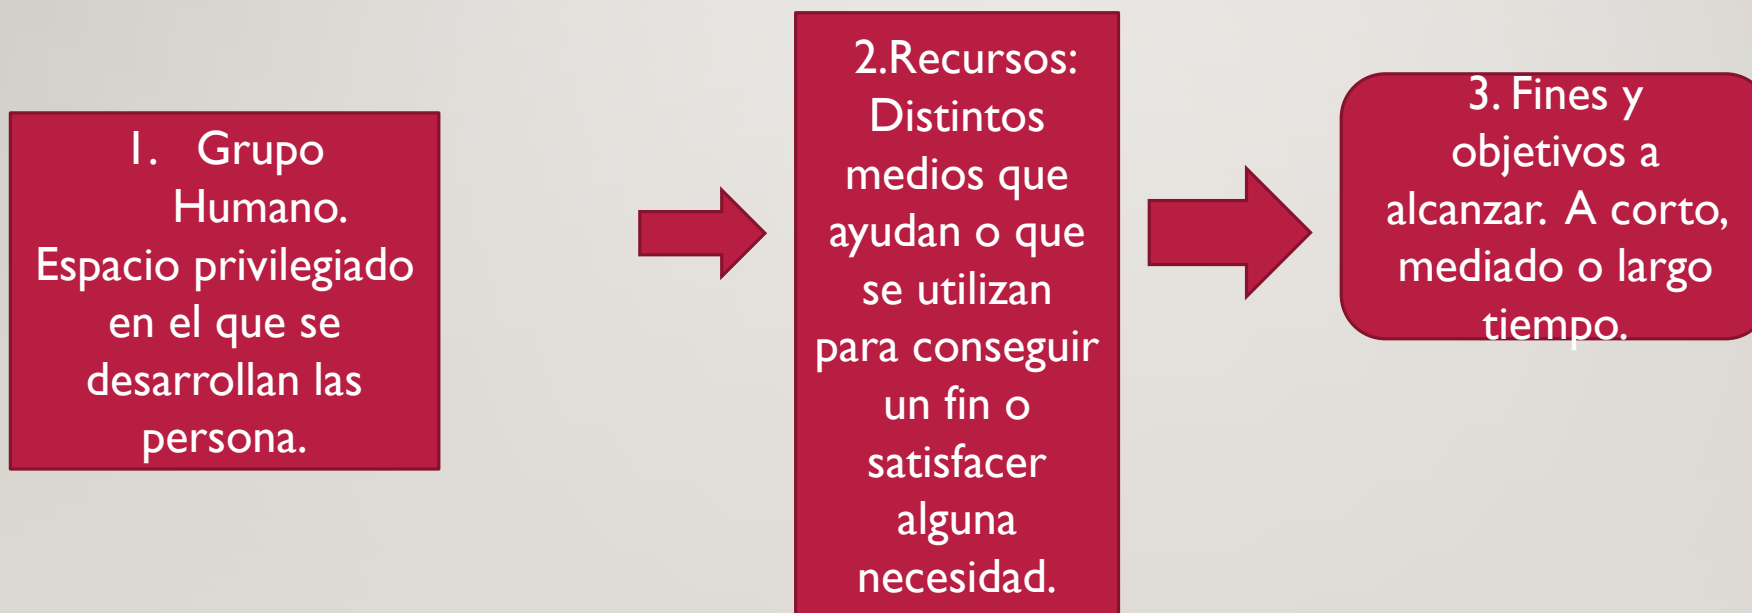 1. Grupo
Humano.
Espacio privilegiado
en el que se
desarrollan las
persona.
2.Recursos:
Distintos
medios que
ayudan o que
se utilizan
para conseguir
un fin o
satisfacer
alguna
necesidad.
3. Fines y
objetivos a
alcanzar. A corto,
mediado o largo
tiempo.